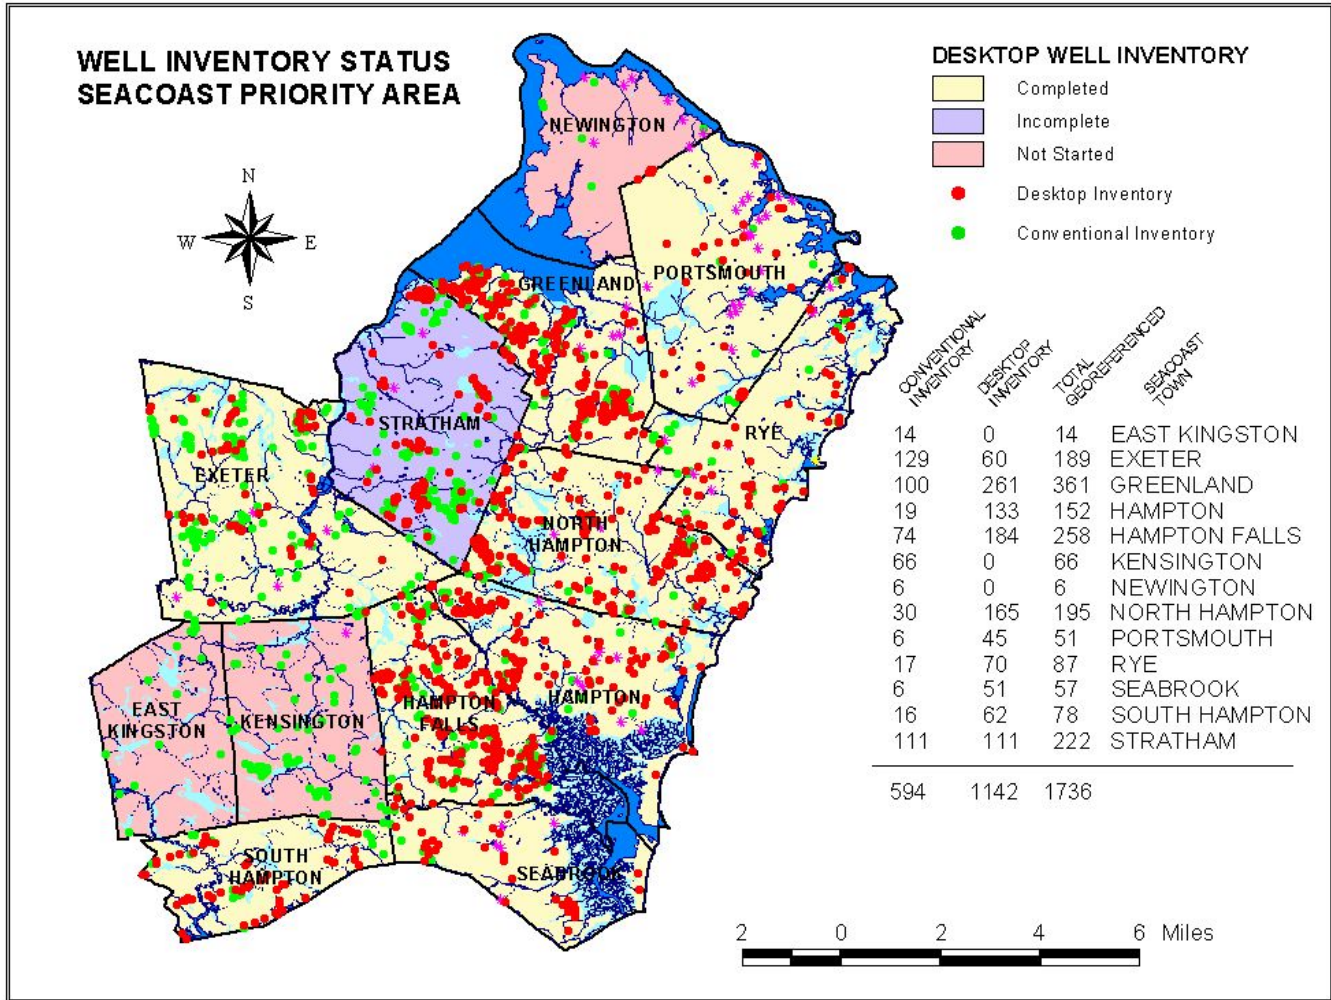 WELL INVENTORY STATUS
SEACOAST PRIORITY AREA
DESKTOP WELL INVENTORY
Completed
Incomplete
Not Started
Desktop Inventory
Conventional Inventory
N
W E
S
NEWINGTON
PORTSMOUTH
GREENLAND
STRATHAM
RYE
EXETER
NORTH
HAMPTON
EAST
KINGSTON
KENSINGTON
HAMPTON
FALLS
HAMPTON
SOUTH
HAMPTON
SEABROOK
CONVENTIONAL
INVENTORY
DESKTOP
INVENTORY
TOTAL
GEOREFERENCED
SEACOAST
TOWN
14 0 14 EAST KINGSTON
129 60 189 EXETER
100 261 361 GREENLAND
19 133 152 HAMPTON
74 184 258 HAMPTON FALLS
66 0 66 KENSINGTON
6 0 6 NEWINGTON
30 165 195 NORTH HAMPTON
6 45 51 PORTSMOUTH
17 70 87 RYE
6 51 57 SEABROOK
16 62 78 SOUTH HAMPTON
111 111 222 STRATHAM
594 1142 1736
2 0 2 4 6 Miles